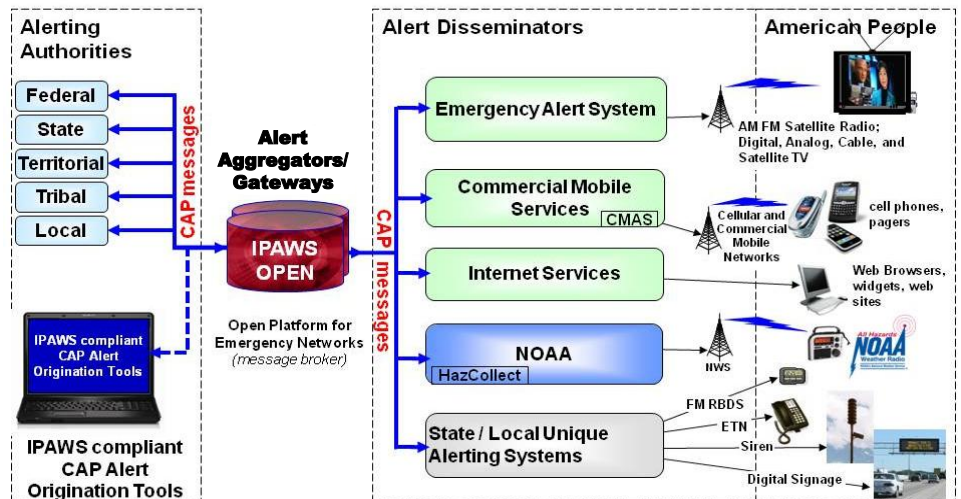 Alerting
Authorities
Federal
State
Territorial
Tribal
Local
CAP messages
IPAWS compliant
CAP Alert
Origination Tools
IPAWS compliant
CAP Alert
Origination Tools
Alert
Aggregators/
Gateways
IPAWS
OPEN
Open Platform for
Emergency Networks
(message broker)
CAP messages
Alert Disseminators
Emergency Alert System
Commercial Mobile
Services
CMAS
Internet Services
NOAA
HazCollect
State / Local Unique
Alerting Systems
American People
AM FM Satellite Radio;
Digital, Analog, Cable, and
Satellite TV
Cellular and
Commercial
Mobile
Networks
cell phones,
pagers
Web Browsers,
widgets, web
sites
NWS
All Hazards
NOAA
Weather Radio
FM RBDS
ETN
Siren
Digital Signage